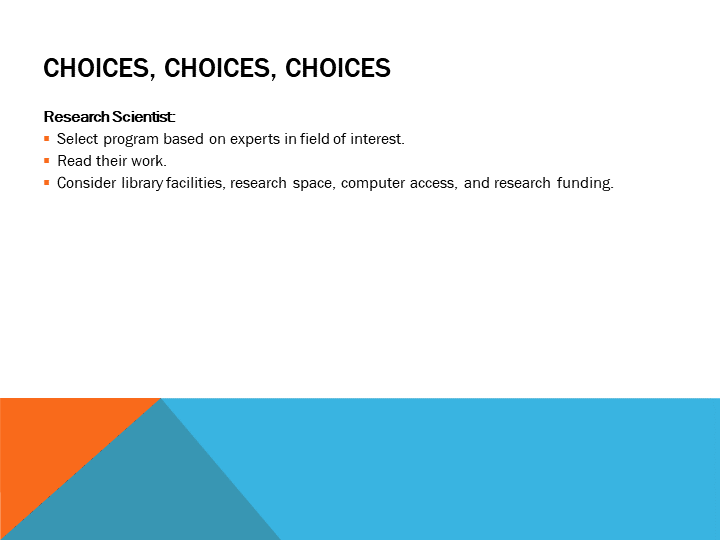 CHOICES, CHOICES, CHOICES
Research Scientist:
▪ Select program based on experts in field of interest.
▪ Read their work.
▪ Consider library facilities, research space, computer access, and research funding.